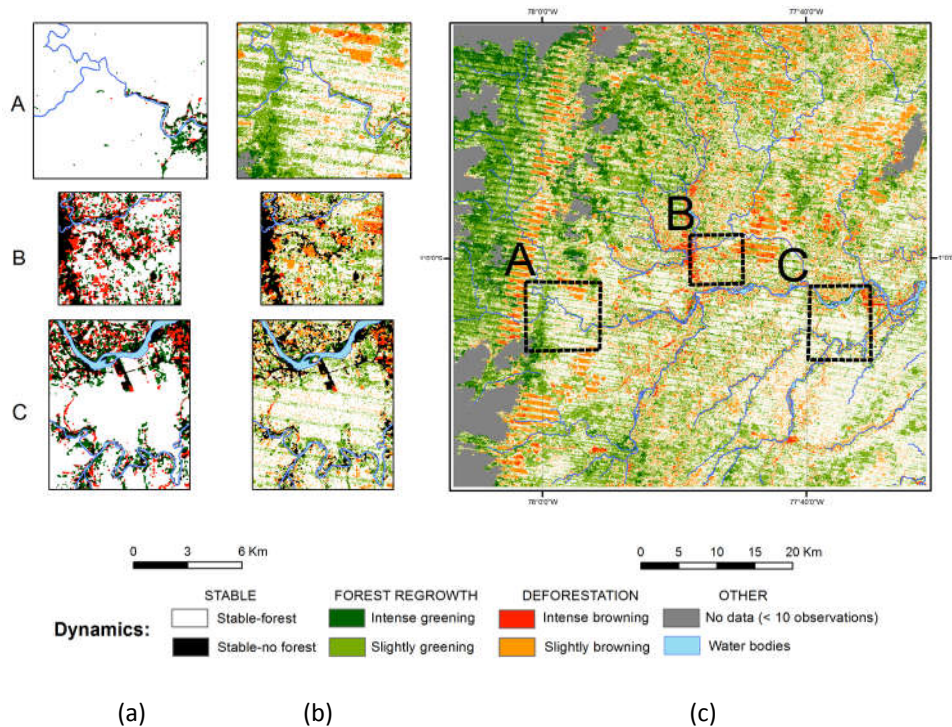 78°0'0"W 77°40'0"W
A
B
C
A
B
C
78°0'0"W 77°40'0"W
0 3 6 Km
0 5 10 15 20 Km
STABLE FOREST REGROWTH DEFORESTATION OTHER
Dynamics:
Stable-forest Intense greening Intense browning No data (< 10 observations)
Stable-no forest Slightly greening Slightly browning Water bodies
(a) (b) (c)